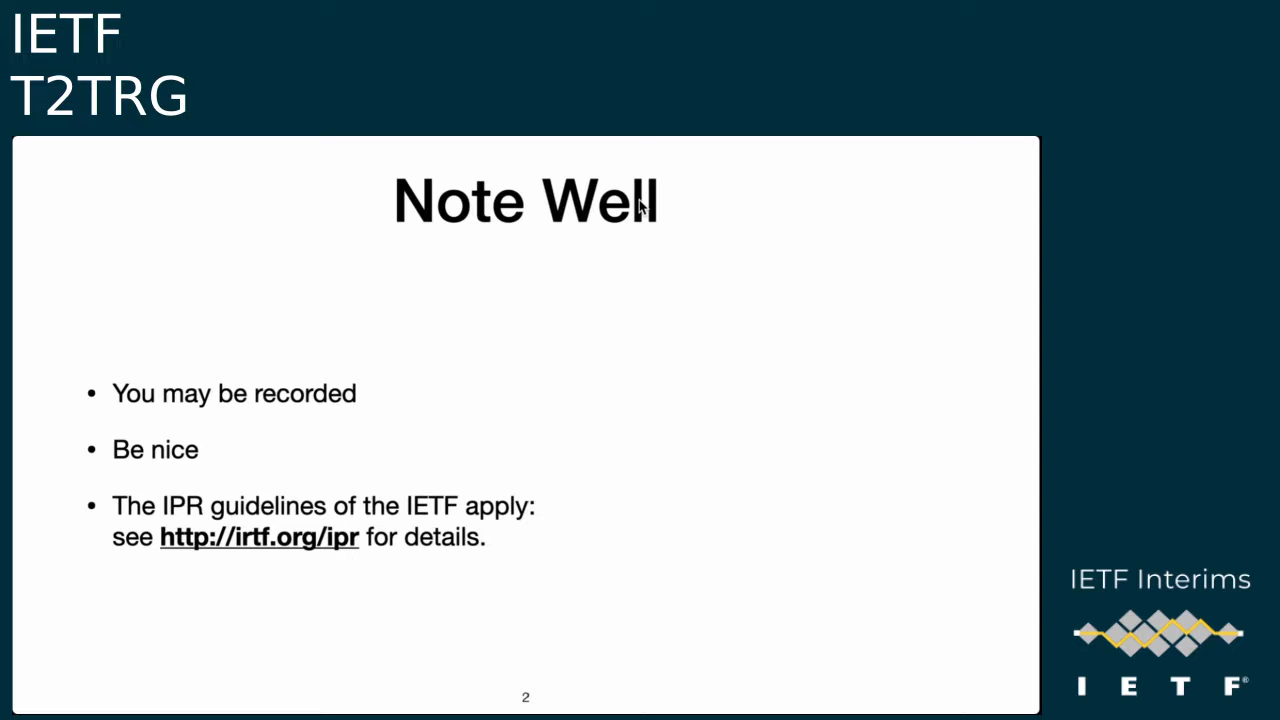 IETF
T2TRG
Note Well
• You may be recorded
• Be nice
• The IPR guidelines of the IETF apply:
see http://irtf.org/ipr for details.
2
IETF Interims
I E T F®